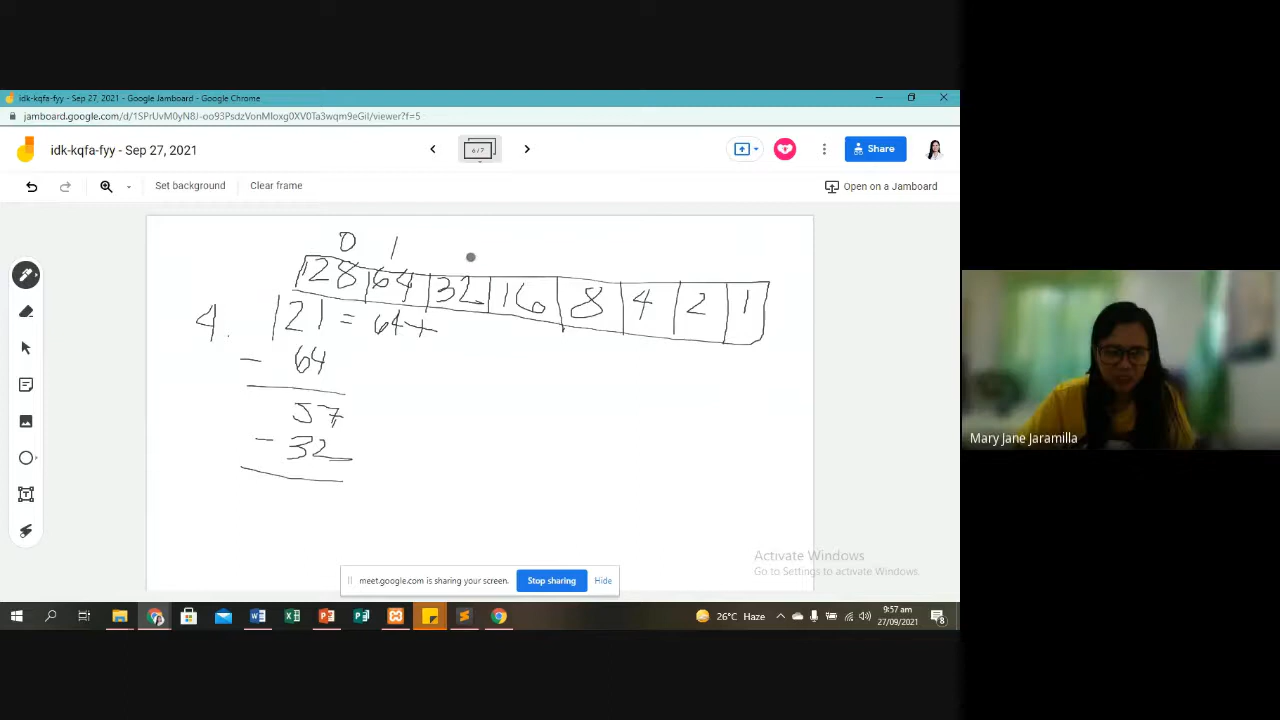 idk-kqfa-fyy - Sep 27, 2021 - Google Jamboard - Google Chrome
idk-kqfa-fyy - Sep 27, 2021
6 / 7
Share
Set background
Clear frame
Open on a Jamboard
0 1
128 64 32 16 8 4 2 1
4. 121 = 64+
- 64
57
- 32
Mary Jane Jaramilla
Activate Windows
Go to Settings to activate Windows.
meet.google.com is sharing your screen.
Stop sharing
Hide
26°C Haze
9:57 am
27/09/2021
8